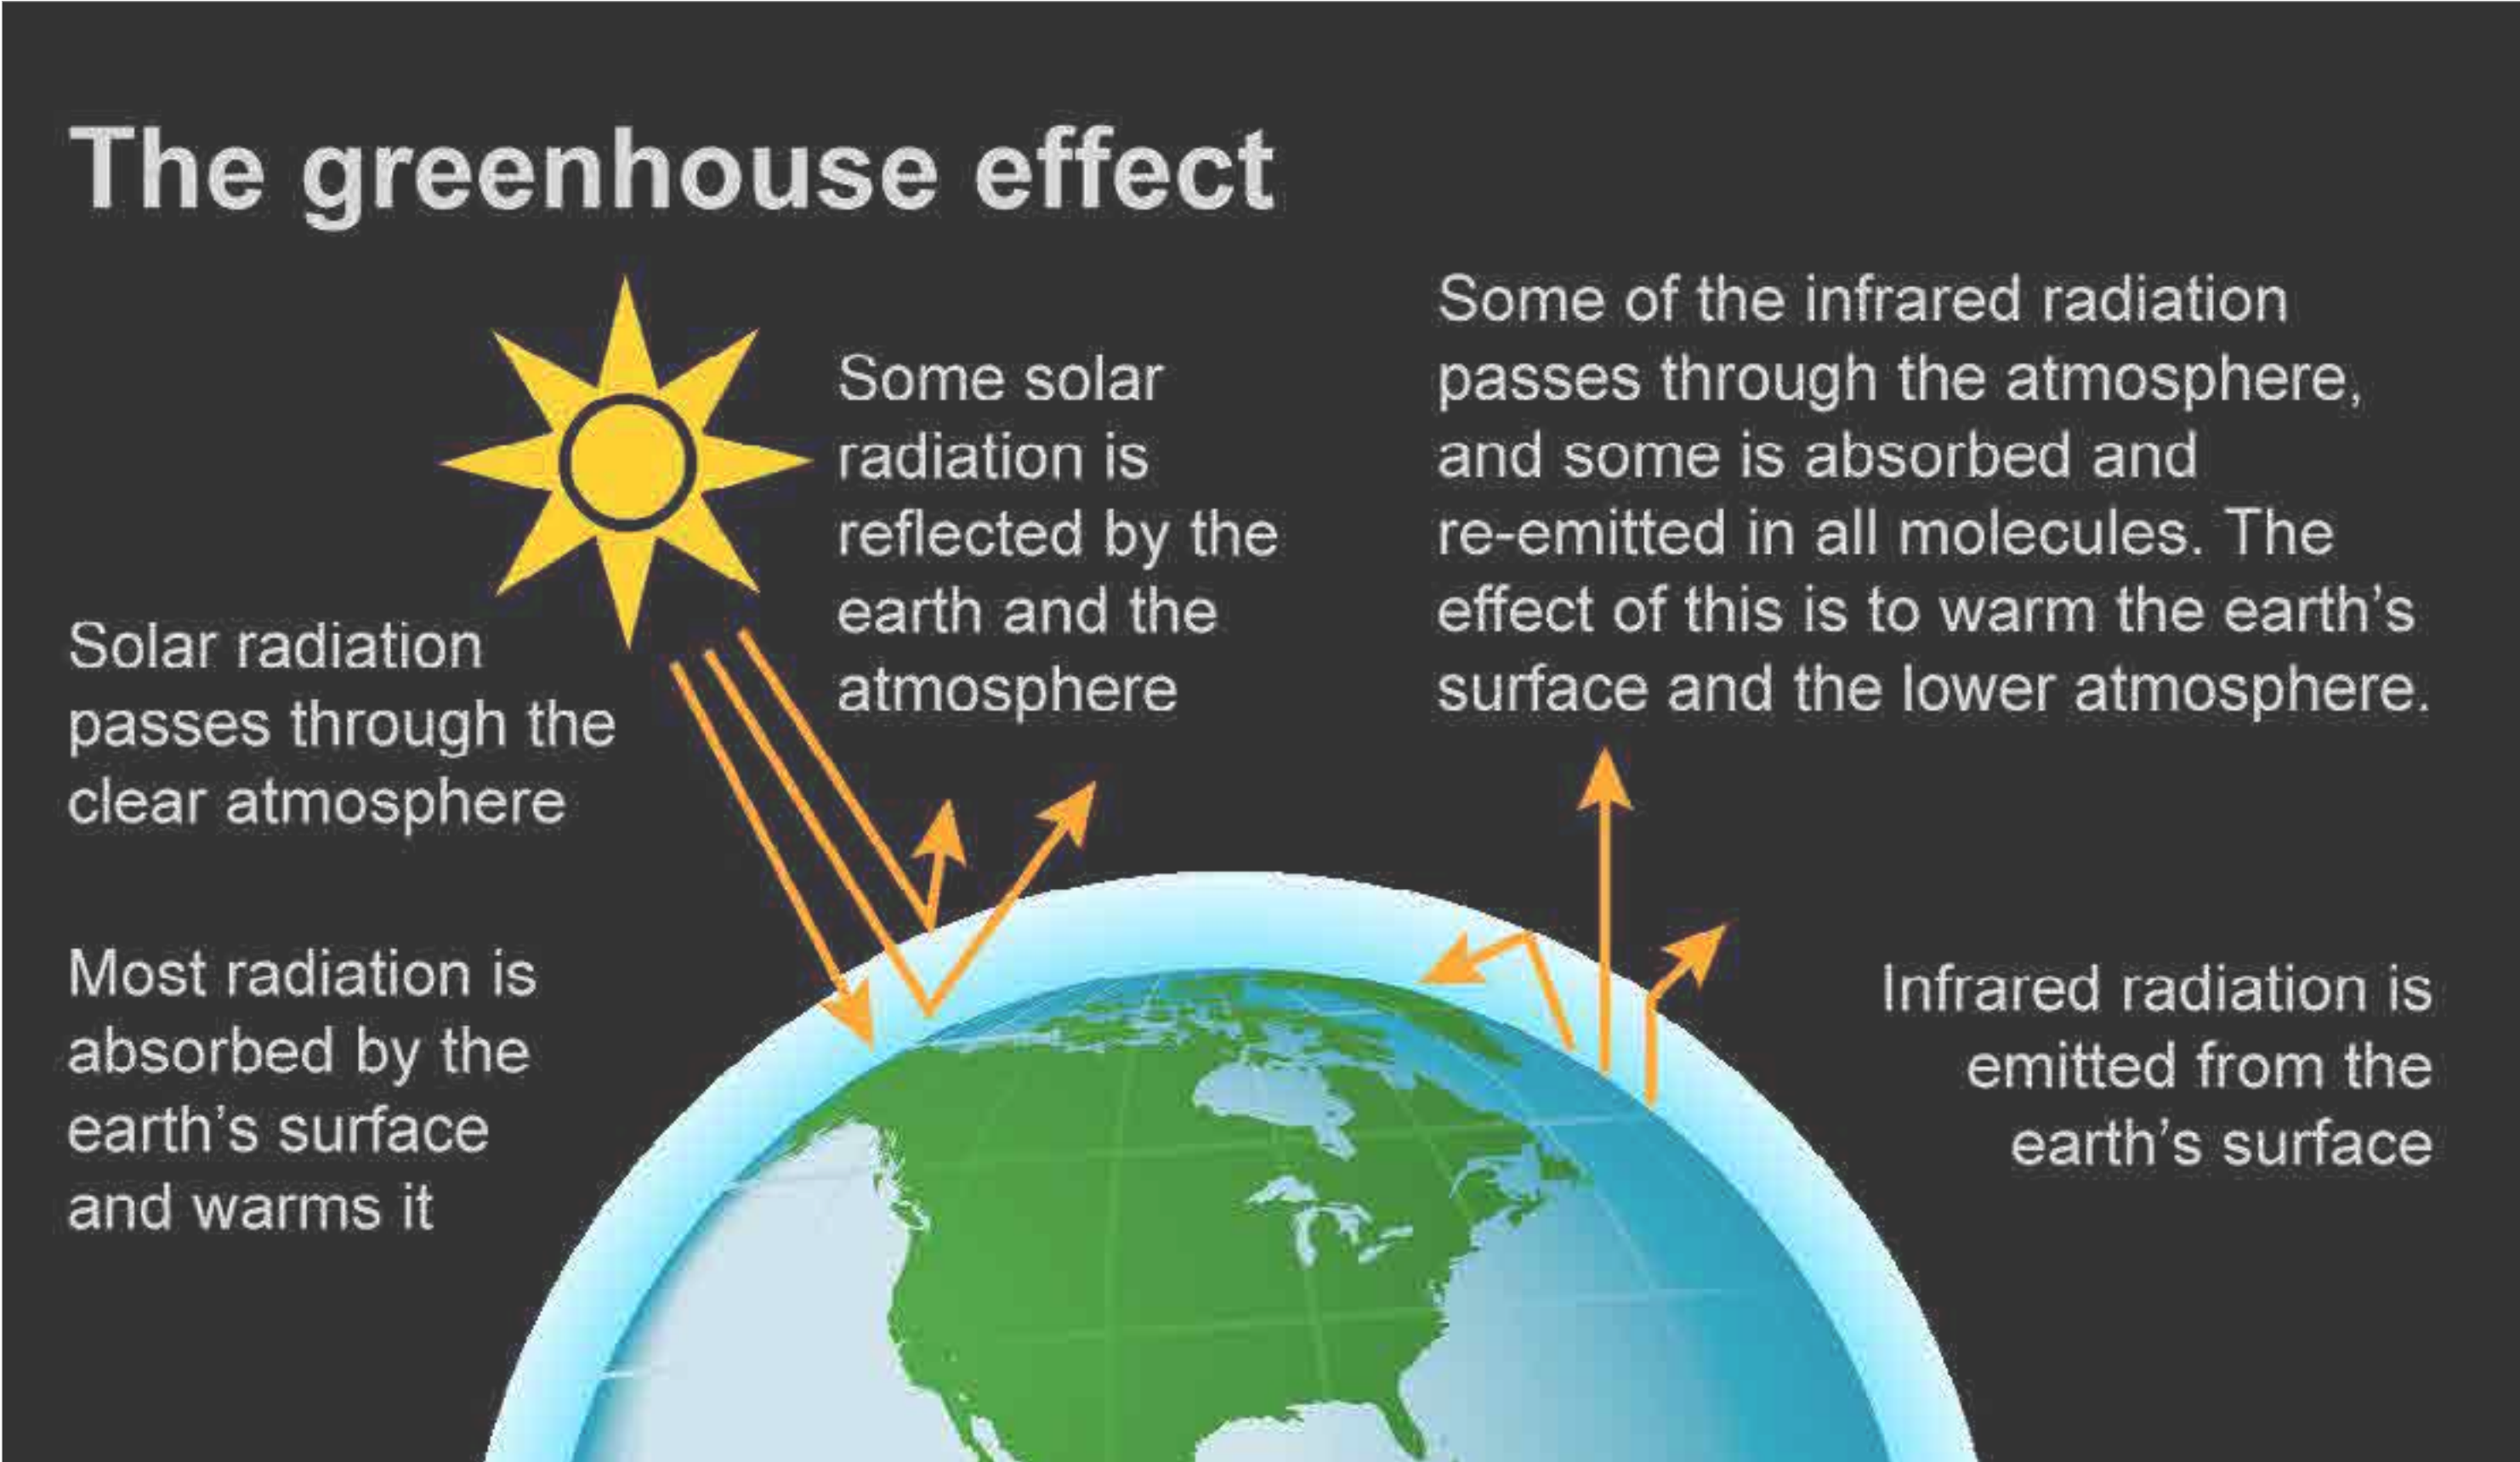 The greenhouse effect
Solar radiation
passes through the
clear atmosphere
Most radiation is
absorbed by the
earth's surface
and warms it
Some solar
radiation is
reflected by the
earth and the
atmosphere
Some of the infrared radiation
passes through the atmosphere,
and some is absorbed and
re-emitted in all molecules. The
effect of this is to warm the earth's
surface and the lower atmosphere.
Infrared radiation is
emitted from the
earth's surface